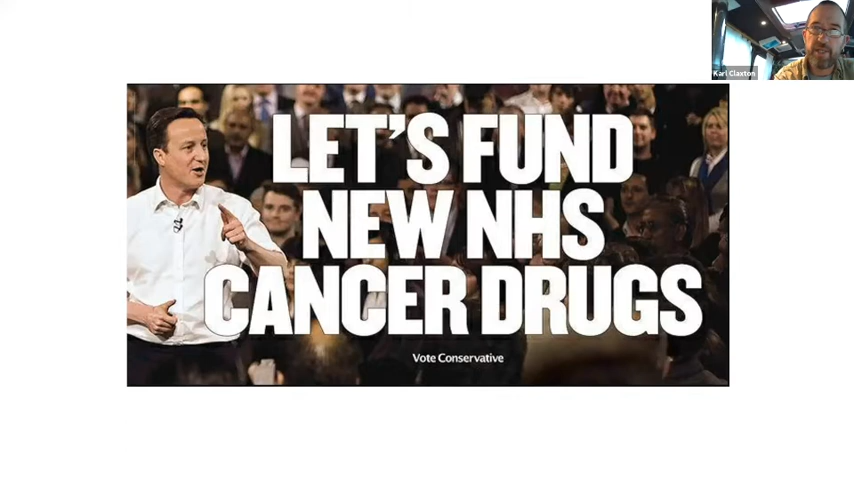 Karl Claxton
LET'S FUND
NEW NHS
CANCER DRUGS
Vote Conservative